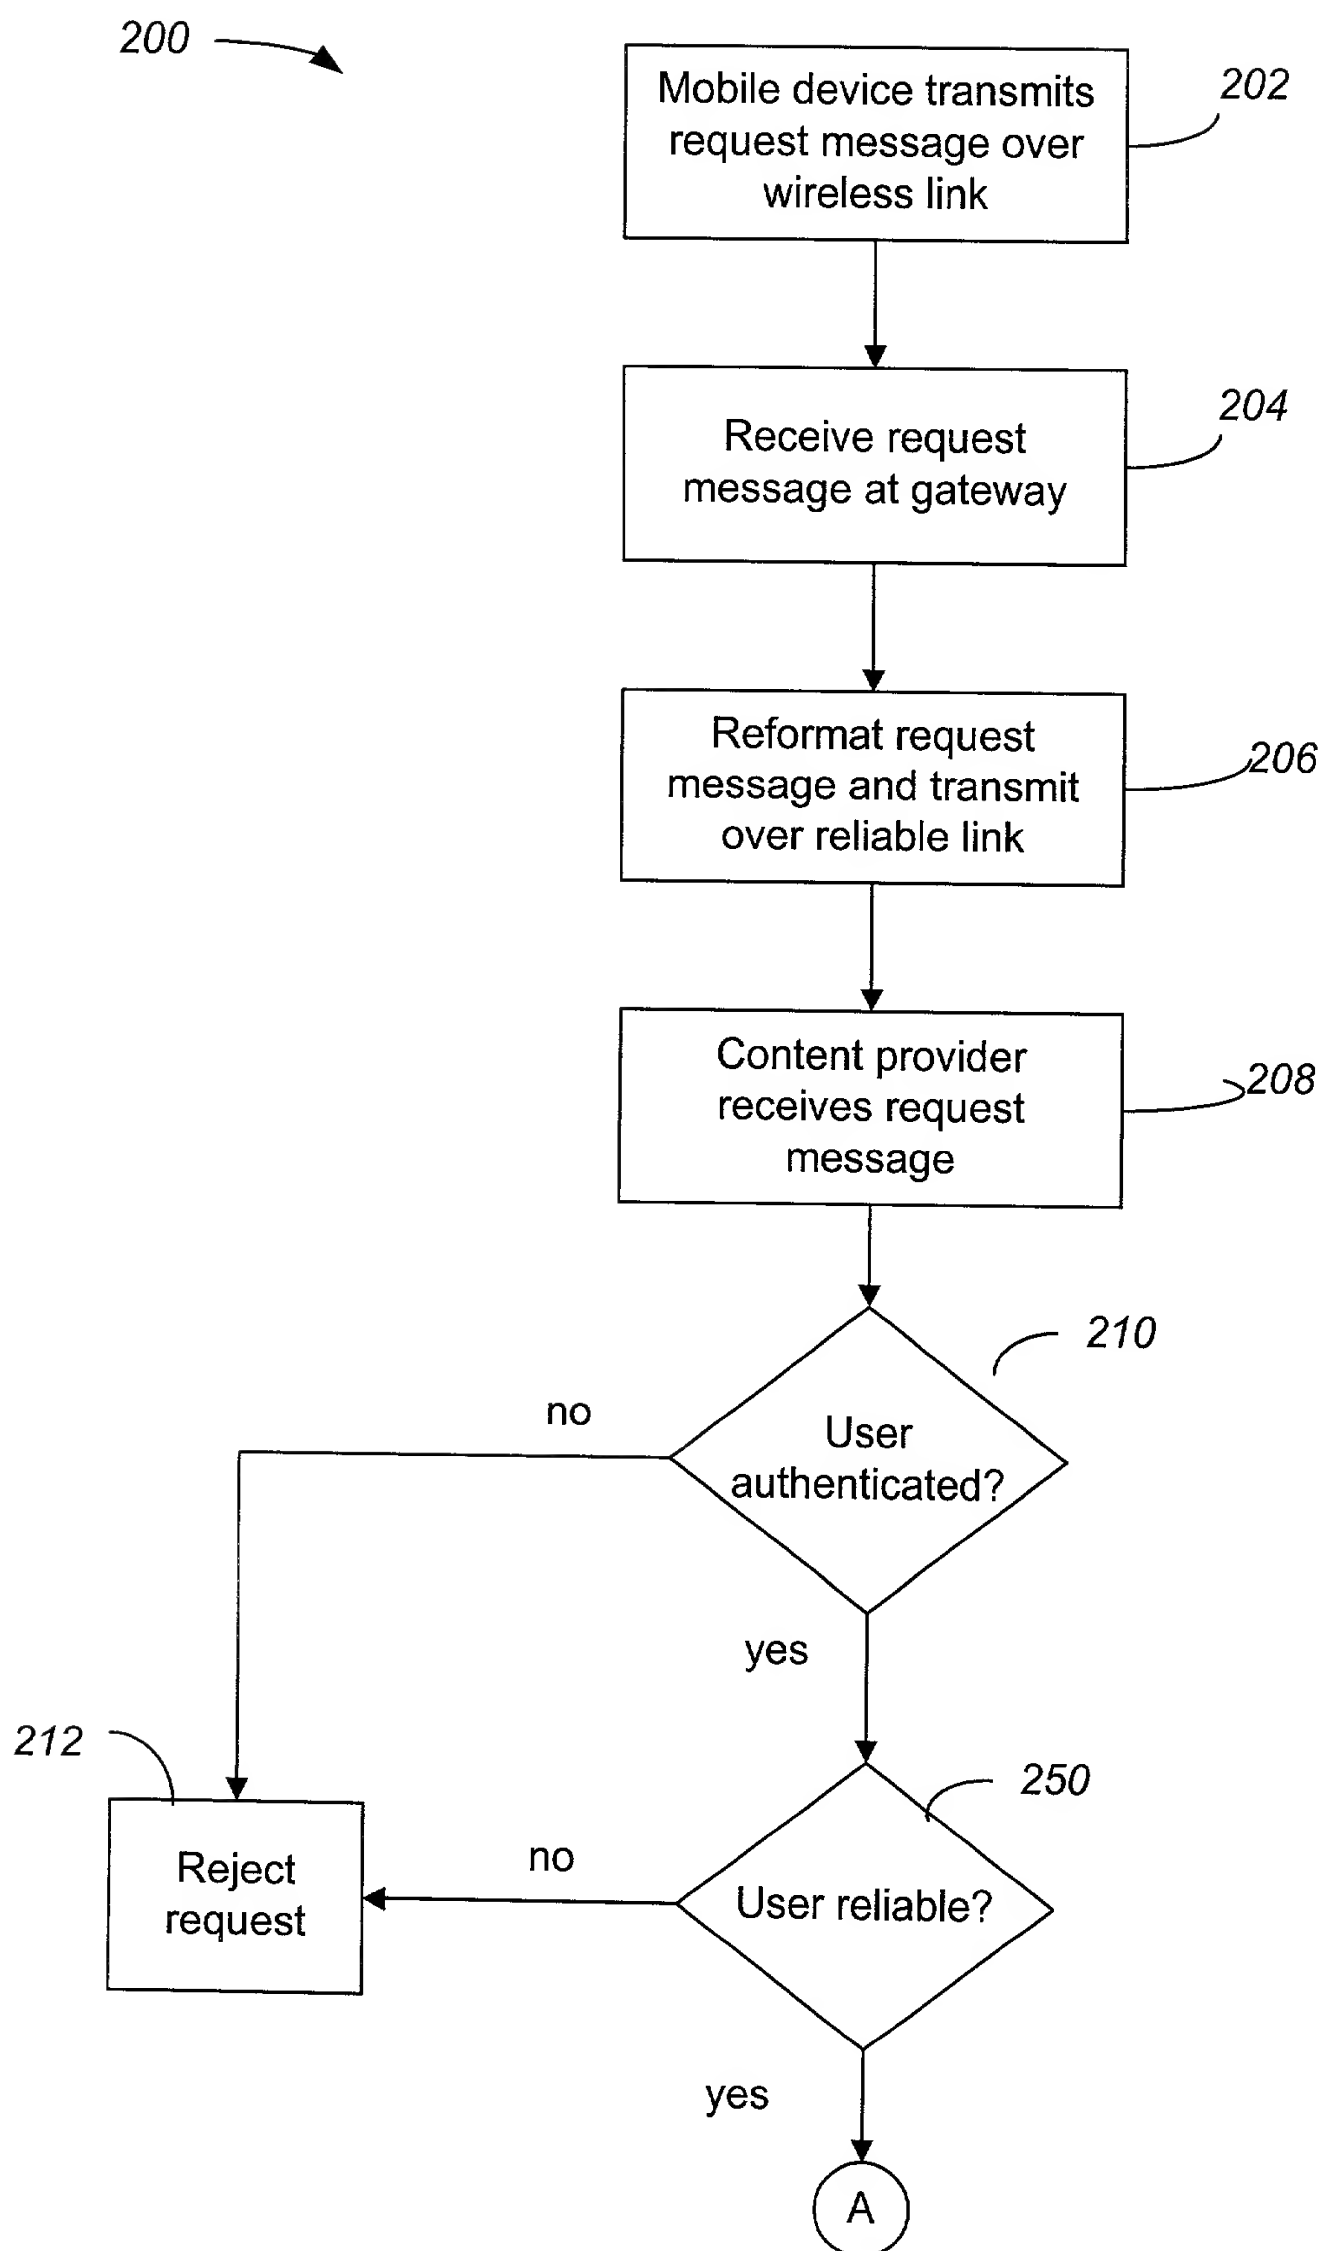 200
Mobile device transmits
request message over
wireless link
202
Receive request
message at gateway
204
Reformat request
message and transmit
over reliable link
206
Content provider
receives request
message
208
210
User
authenticated?
no
yes
212
Reject
request
250
User reliable?
no
yes
A